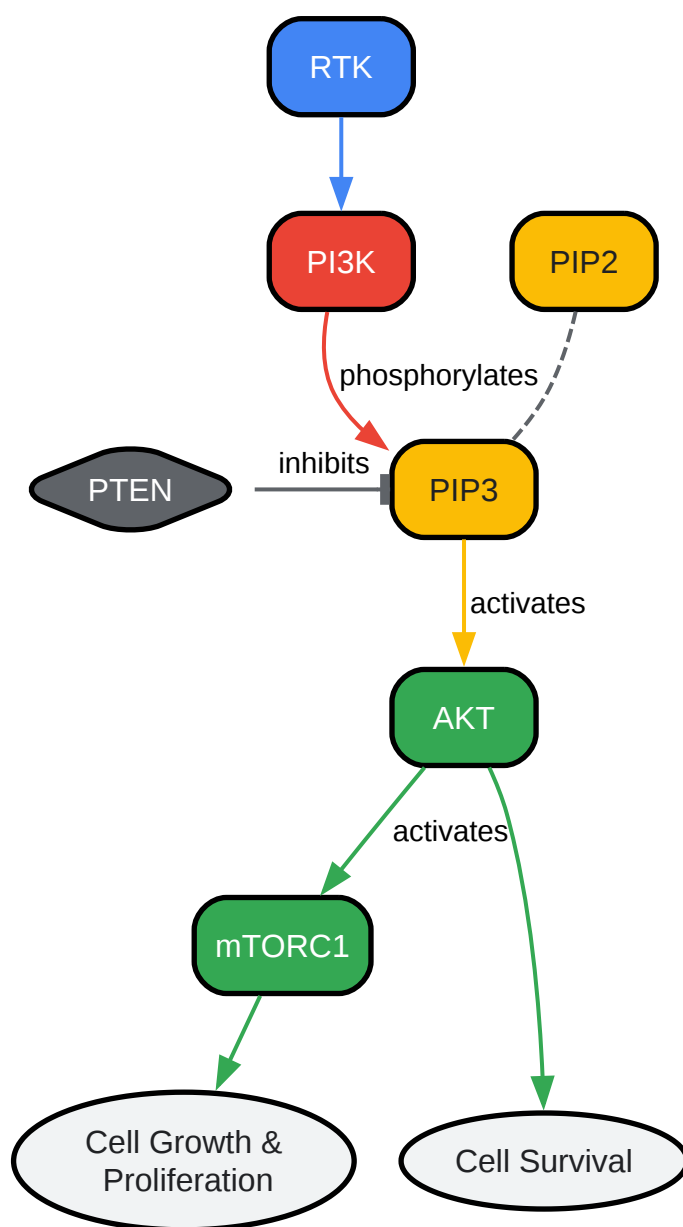 RTK
PI3K
PIP2
phosphorylates
inhibits
PTEN
PIP3
activates
AKT
activates
mTORC1
Cell Growth &
Proliferation
Cell Survival